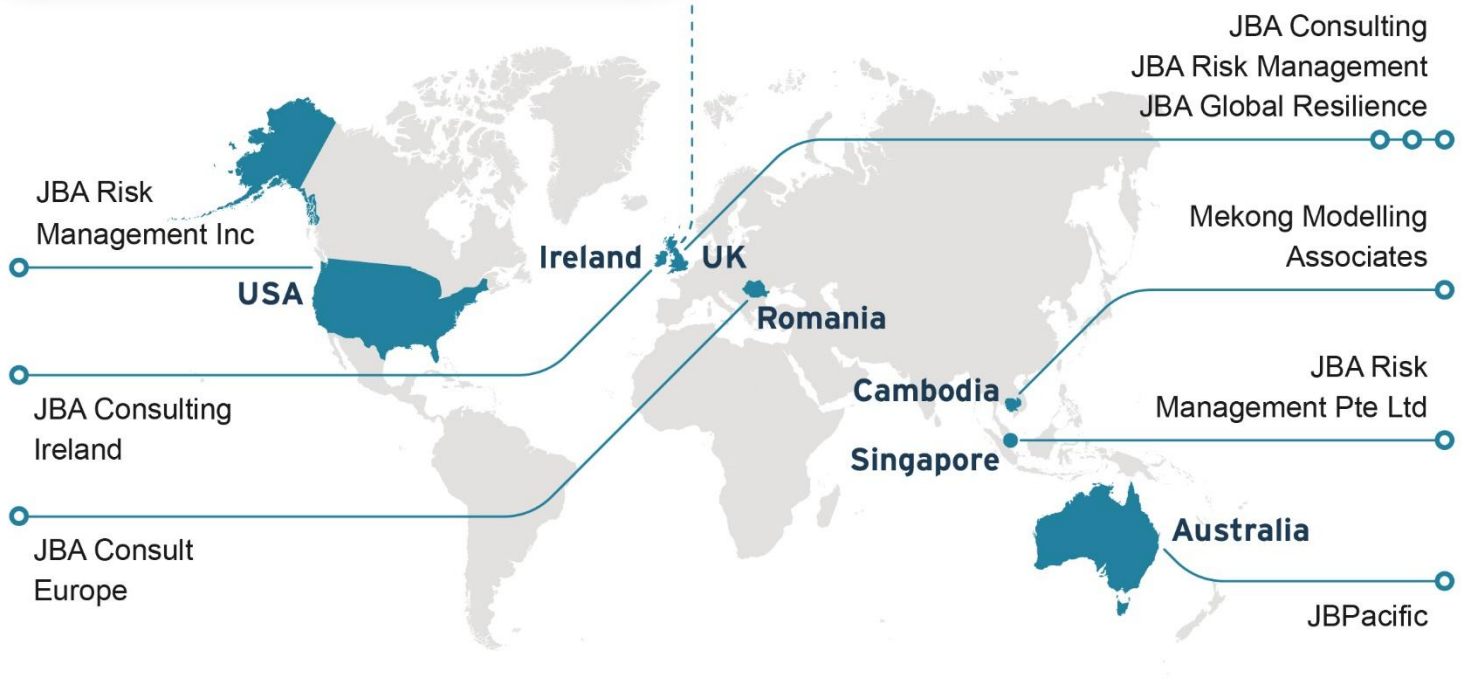 JBA Consulting
JBA Risk Management
JBA Global Resilience
JBA Risk
Management Inc
Mekong Modelling
Associates
Ireland
UK
USA
Romania
JBA Risk
Management Pte Ltd
Cambodia
JBA Consulting
Ireland
Singapore
Australia
JBA Consult
Europe
JBPacific